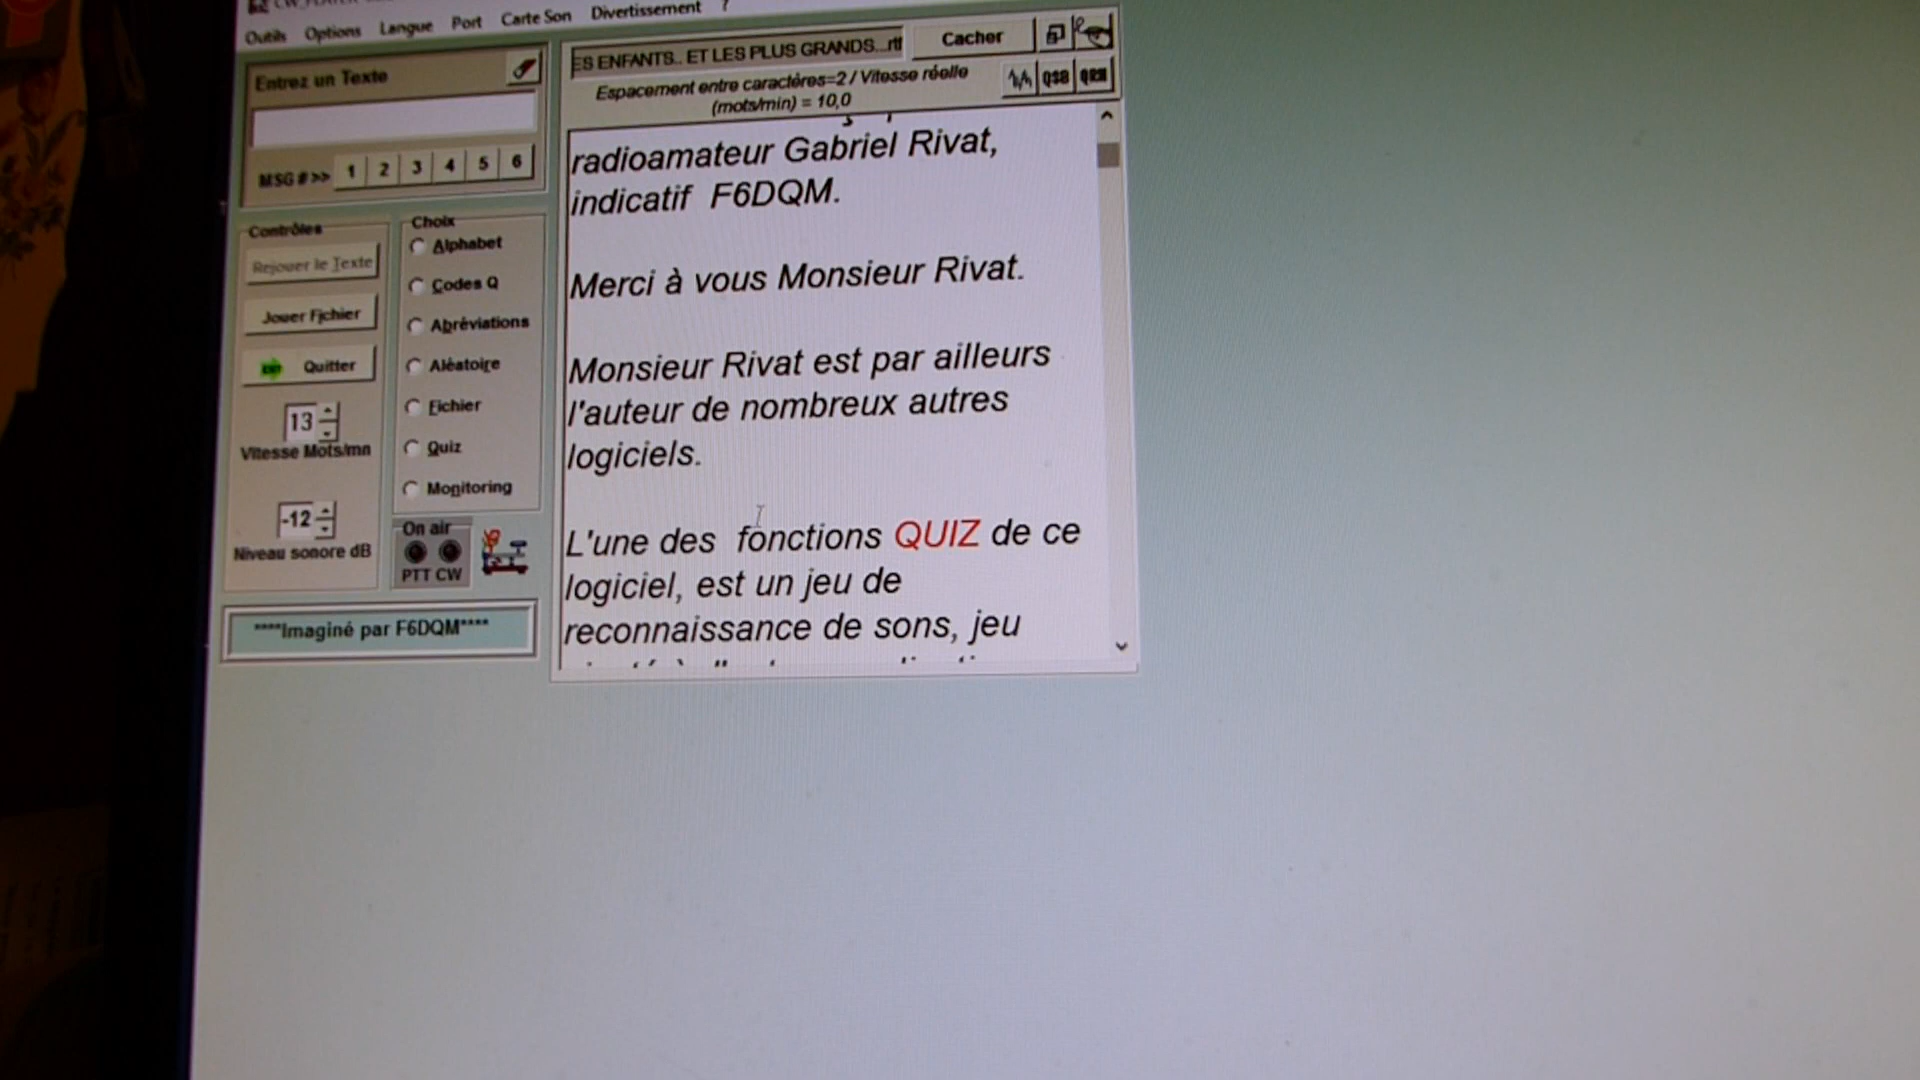 CW PLAYER
Outils Options Langue Port Carte Son Divertissement ?
Entrez un Texte
MSG #>> 1 2 3 4 5 6
Contrôles
Rejouer le Texte
Jouer Fichier
Quitter
13
Vitesse Mots/mn
-12
Niveau sonore dB
Choix
Alphabet
Codes Q
Abréviations
Aléatoire
Fichier
Quiz
Monitoring
On air
PTT CW
****Imaginé par F6DQM****
ES ENFANTS.. ET LES PLUS GRANDS...rtf
Cacher
Espacement entre caractères=2 / Vitesse réelle
(mots/min) = 10,0
QSB QRM
radioamateur Gabriel Rivat,
indicatif F6DQM.
Merci à vous Monsieur Rivat.
Monsieur Rivat est par ailleurs
l'auteur de nombreux autres
logiciels.
L'une des fonctions QUIZ de ce
logiciel, est un jeu de
reconnaissance de sons, jeu